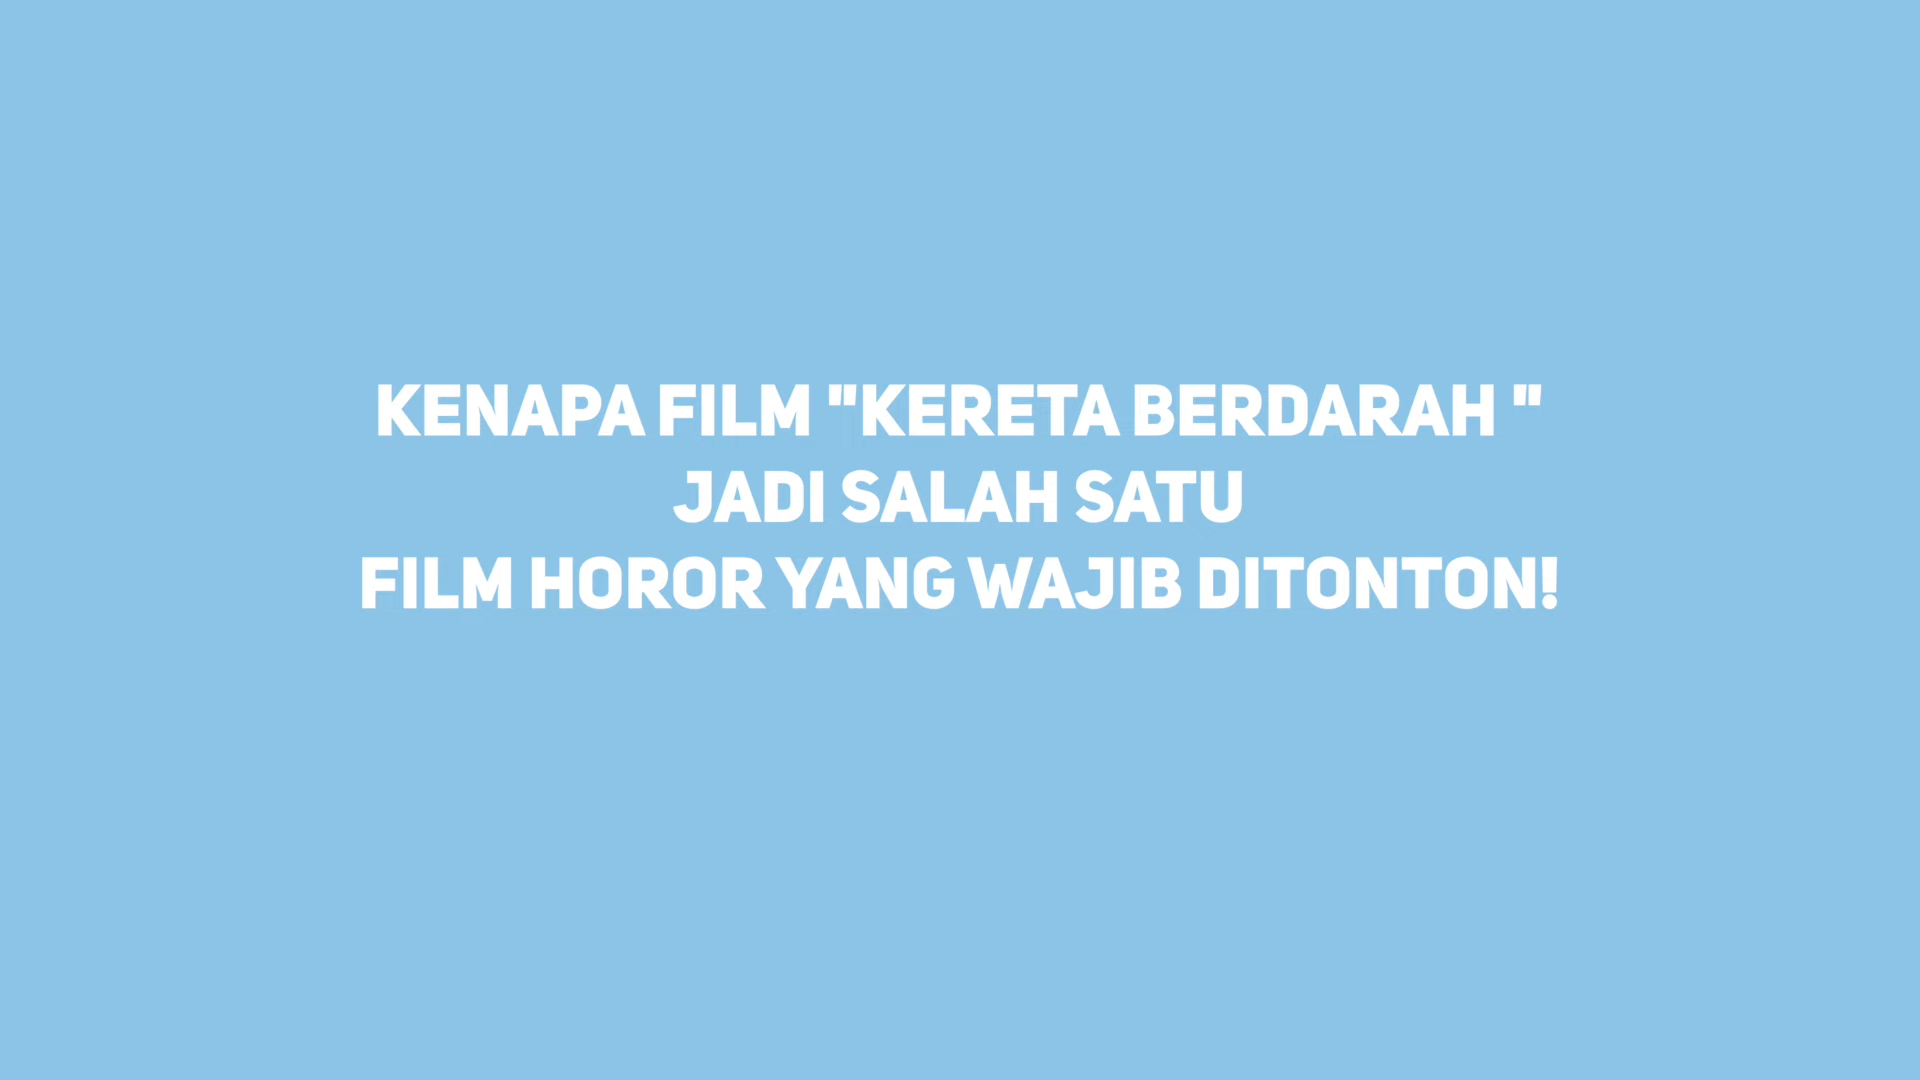 KENAPA FILM "KERETA BERDARAH "
JADI SALAH SATU
FILM HOROR YANG WAJIB DITONTON!